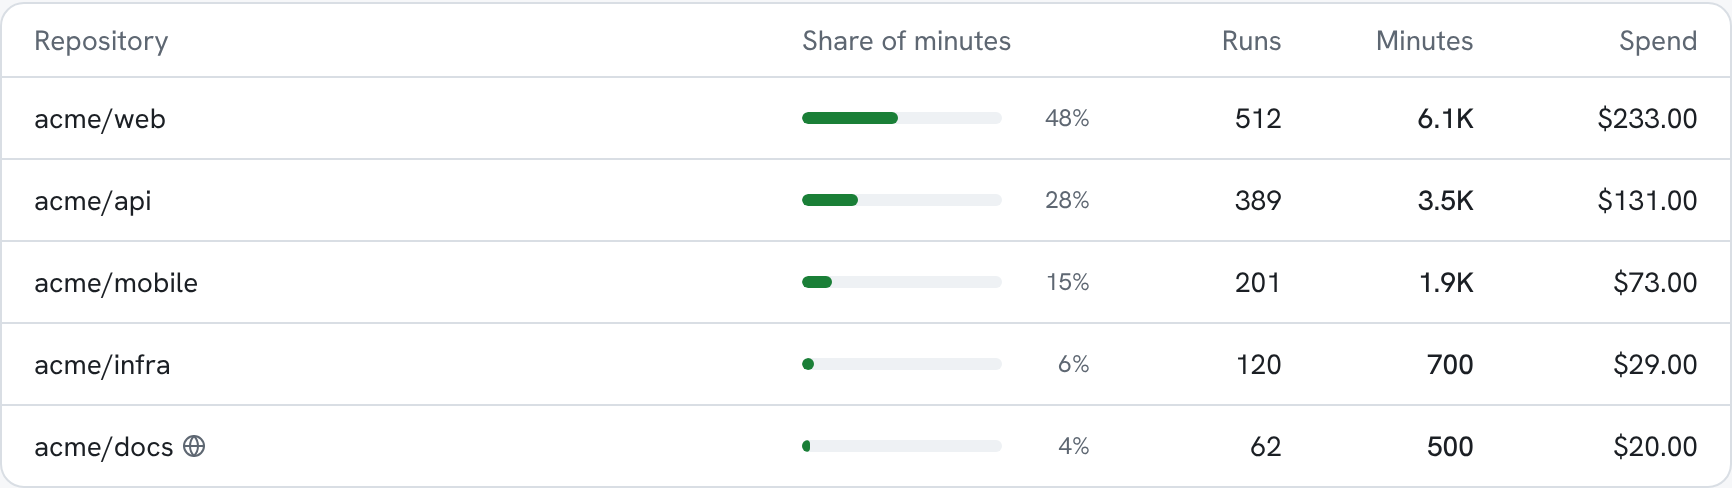 Repository Share of minutes Runs Minutes Spend
acme/web 48% 512 6.1K $233.00
acme/api 28% 389 3.5K $131.00
acme/mobile 15% 201 1.9K $73.00
acme/infra 6% 120 700 $29.00
acme/docs 4% 62 500 $20.00